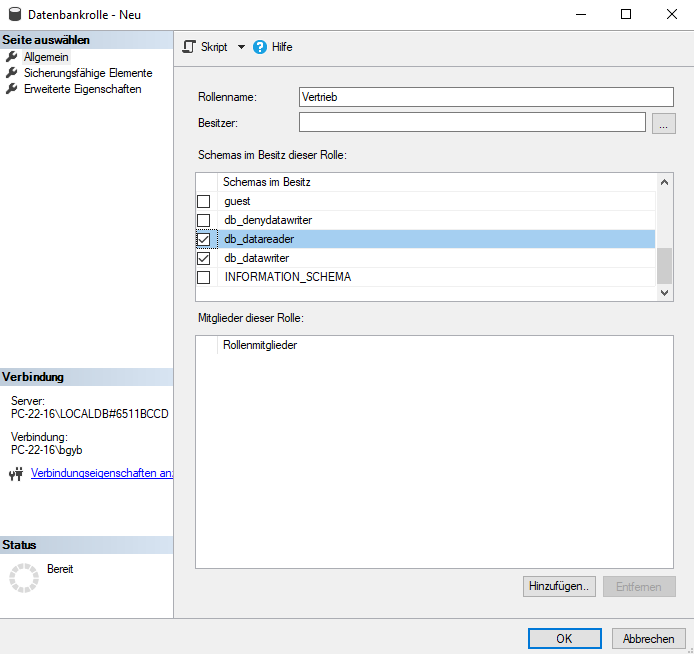 Datenbankrolle - Neu
Seite auswählen
Allgemein
Sicherungsfähige Elemente
Erweiterte Eigenschaften
Skript
Hilfe
Rollenname:
Vertrieb
Besitzer:
...
Schemas im Besitz dieser Rolle:
Schemas im Besitz
guest
db_denydatawriter
db_datareader
db_datawriter
INFORMATION_SCHEMA
Mitglieder dieser Rolle:
Rollenmitglieder
Verbindung
Server:
PC-22-16\LOCALDB#6511BCCD
Verbindung:
PC-22-16\bgyb
Verbindungseigenschaften anz
Status
Bereit
Hinzufügen..
Entfernen
OK
Abbrechen